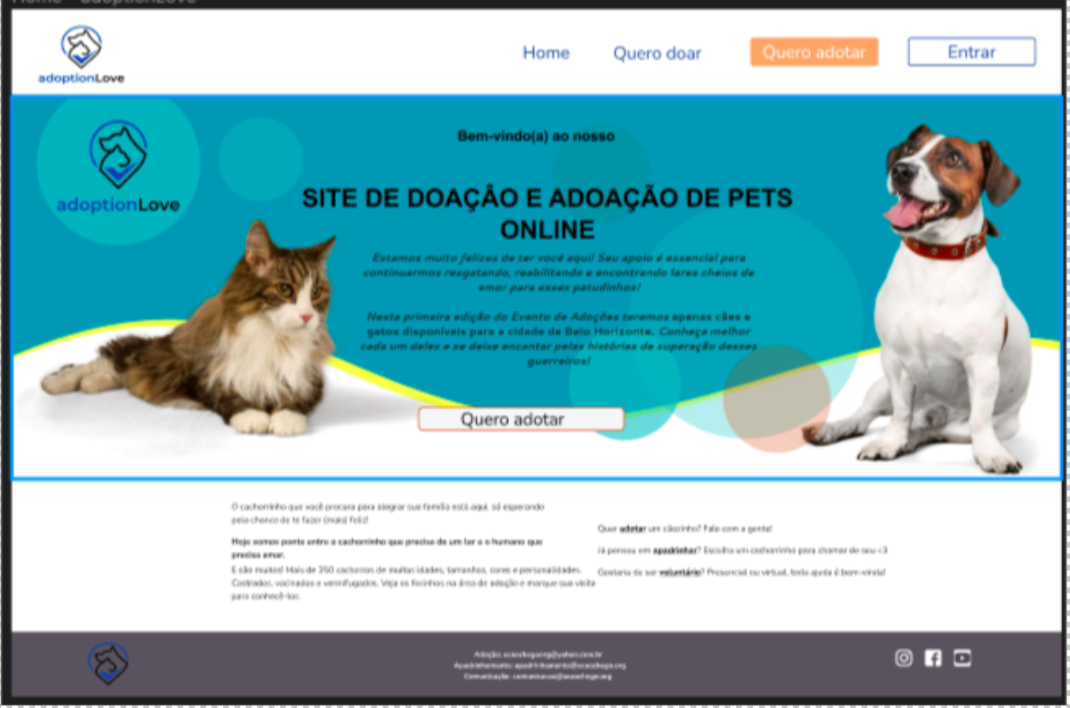 Home - adoptionLove
adoptionLove
Home
Quero doar
Quero adotar
Entrar
adoptionLove
Bem-vindo(a) ao nosso
SITE DE DOAÇÂO E ADOAÇÃO DE PETS
ONLINE
Estamos muito felizes de ter você aqui! Seu apoio é essencial para
continuarmos resgatando, reabilitando e encontrando lares cheios de
amor para esses patudinhos!
Nesta primeira edição do Evento de Adoções teremos apenas cães e
gatos disponíveis para a cidade de Belo Horizonte. Conheça melhor
cada um deles e se deixe encantar pelas histórias de superação desses
guerreiros!
Quero adotar
O cachorrinho que você procura para alegrar sua família está aqui, só esperando
pela chance de te fazer (mais) feliz!
Hoje somos ponte entre o cachorrinho que precisa de um lar e o humano que
precisa amar.
E são muitos! Mais de 250 cachorros de muitas idades, tamanhos, cores e personalidades.
Castrados, vacinados e vermifugados. Veja os focinhos na área de adoção e marque sua visita
para conhecê-los.
Quer adotar um cãozinho? Fale com a gente!
Já pensou em apadrinhar? Escolha um cachorrinho para chamar de seu <3
Gostaria de ser voluntário? Presencial ou virtual, toda ajuda é bem-vinda!
Adoção:
Apadrinhamento:
Comunicação: